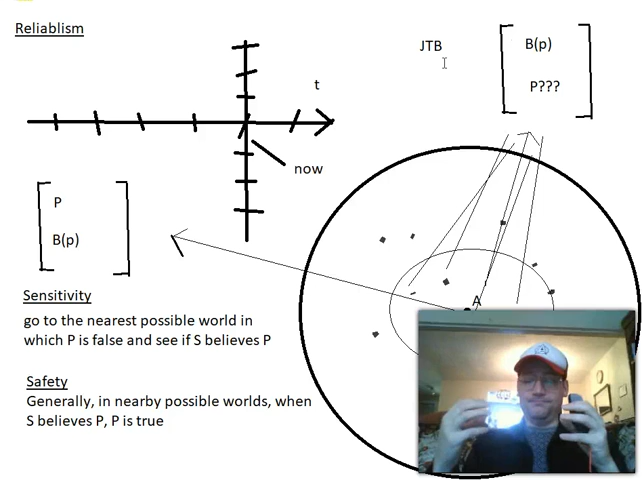 Reliablism
JTB
B(p)
P???
t
now
P
B(p)
Sensitivity
go to the nearest possible world in
which P is false and see if S believes P
A
Safety
Generally, in nearby possible worlds, when
S believes P, P is true